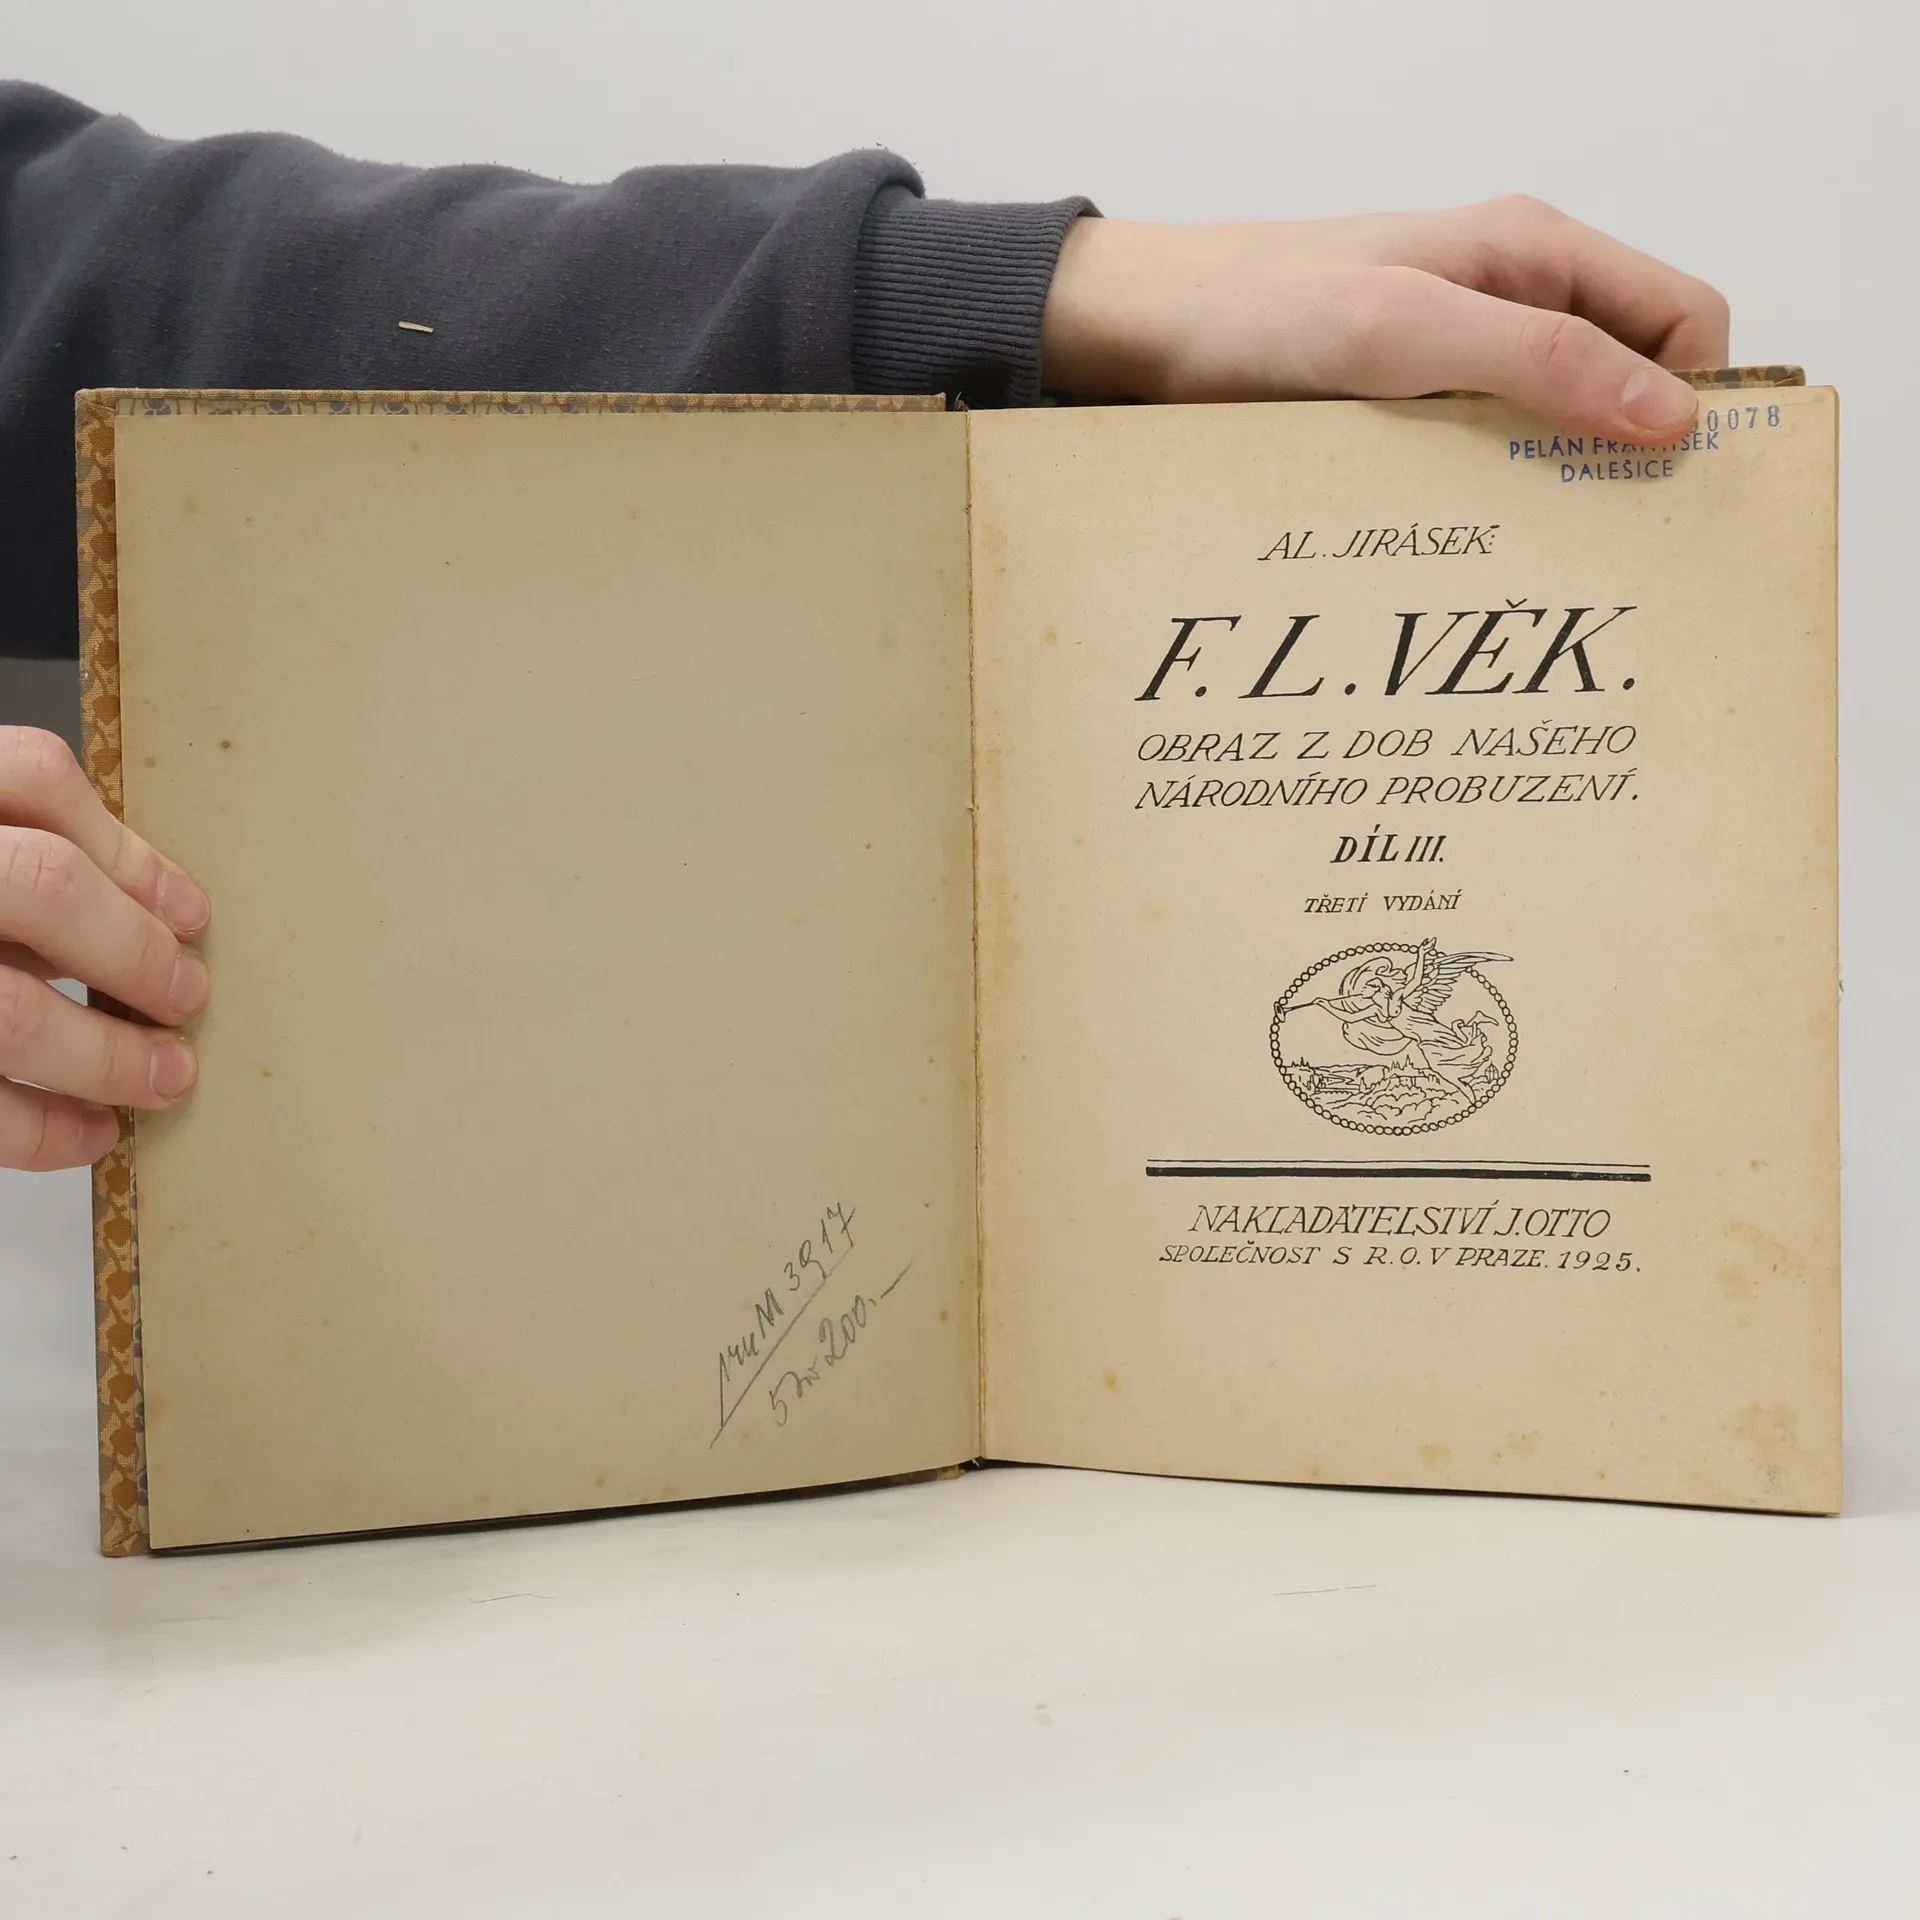 0078
PELÁN FRANTIŠEK
DALEŠICE
AL. JIRÁSEK:
F. L. VĚK.
OBRAZ Z DOB NAŠEHO
NÁRODNÍHO PROBUZENÍ.
DÍL III.
TŘETÍ VYDÁNÍ
NAKLADATELSTVÍ J. OTTO
SPOLEČNOST S R. O. V PRAZE. 1925.
3917
200.–